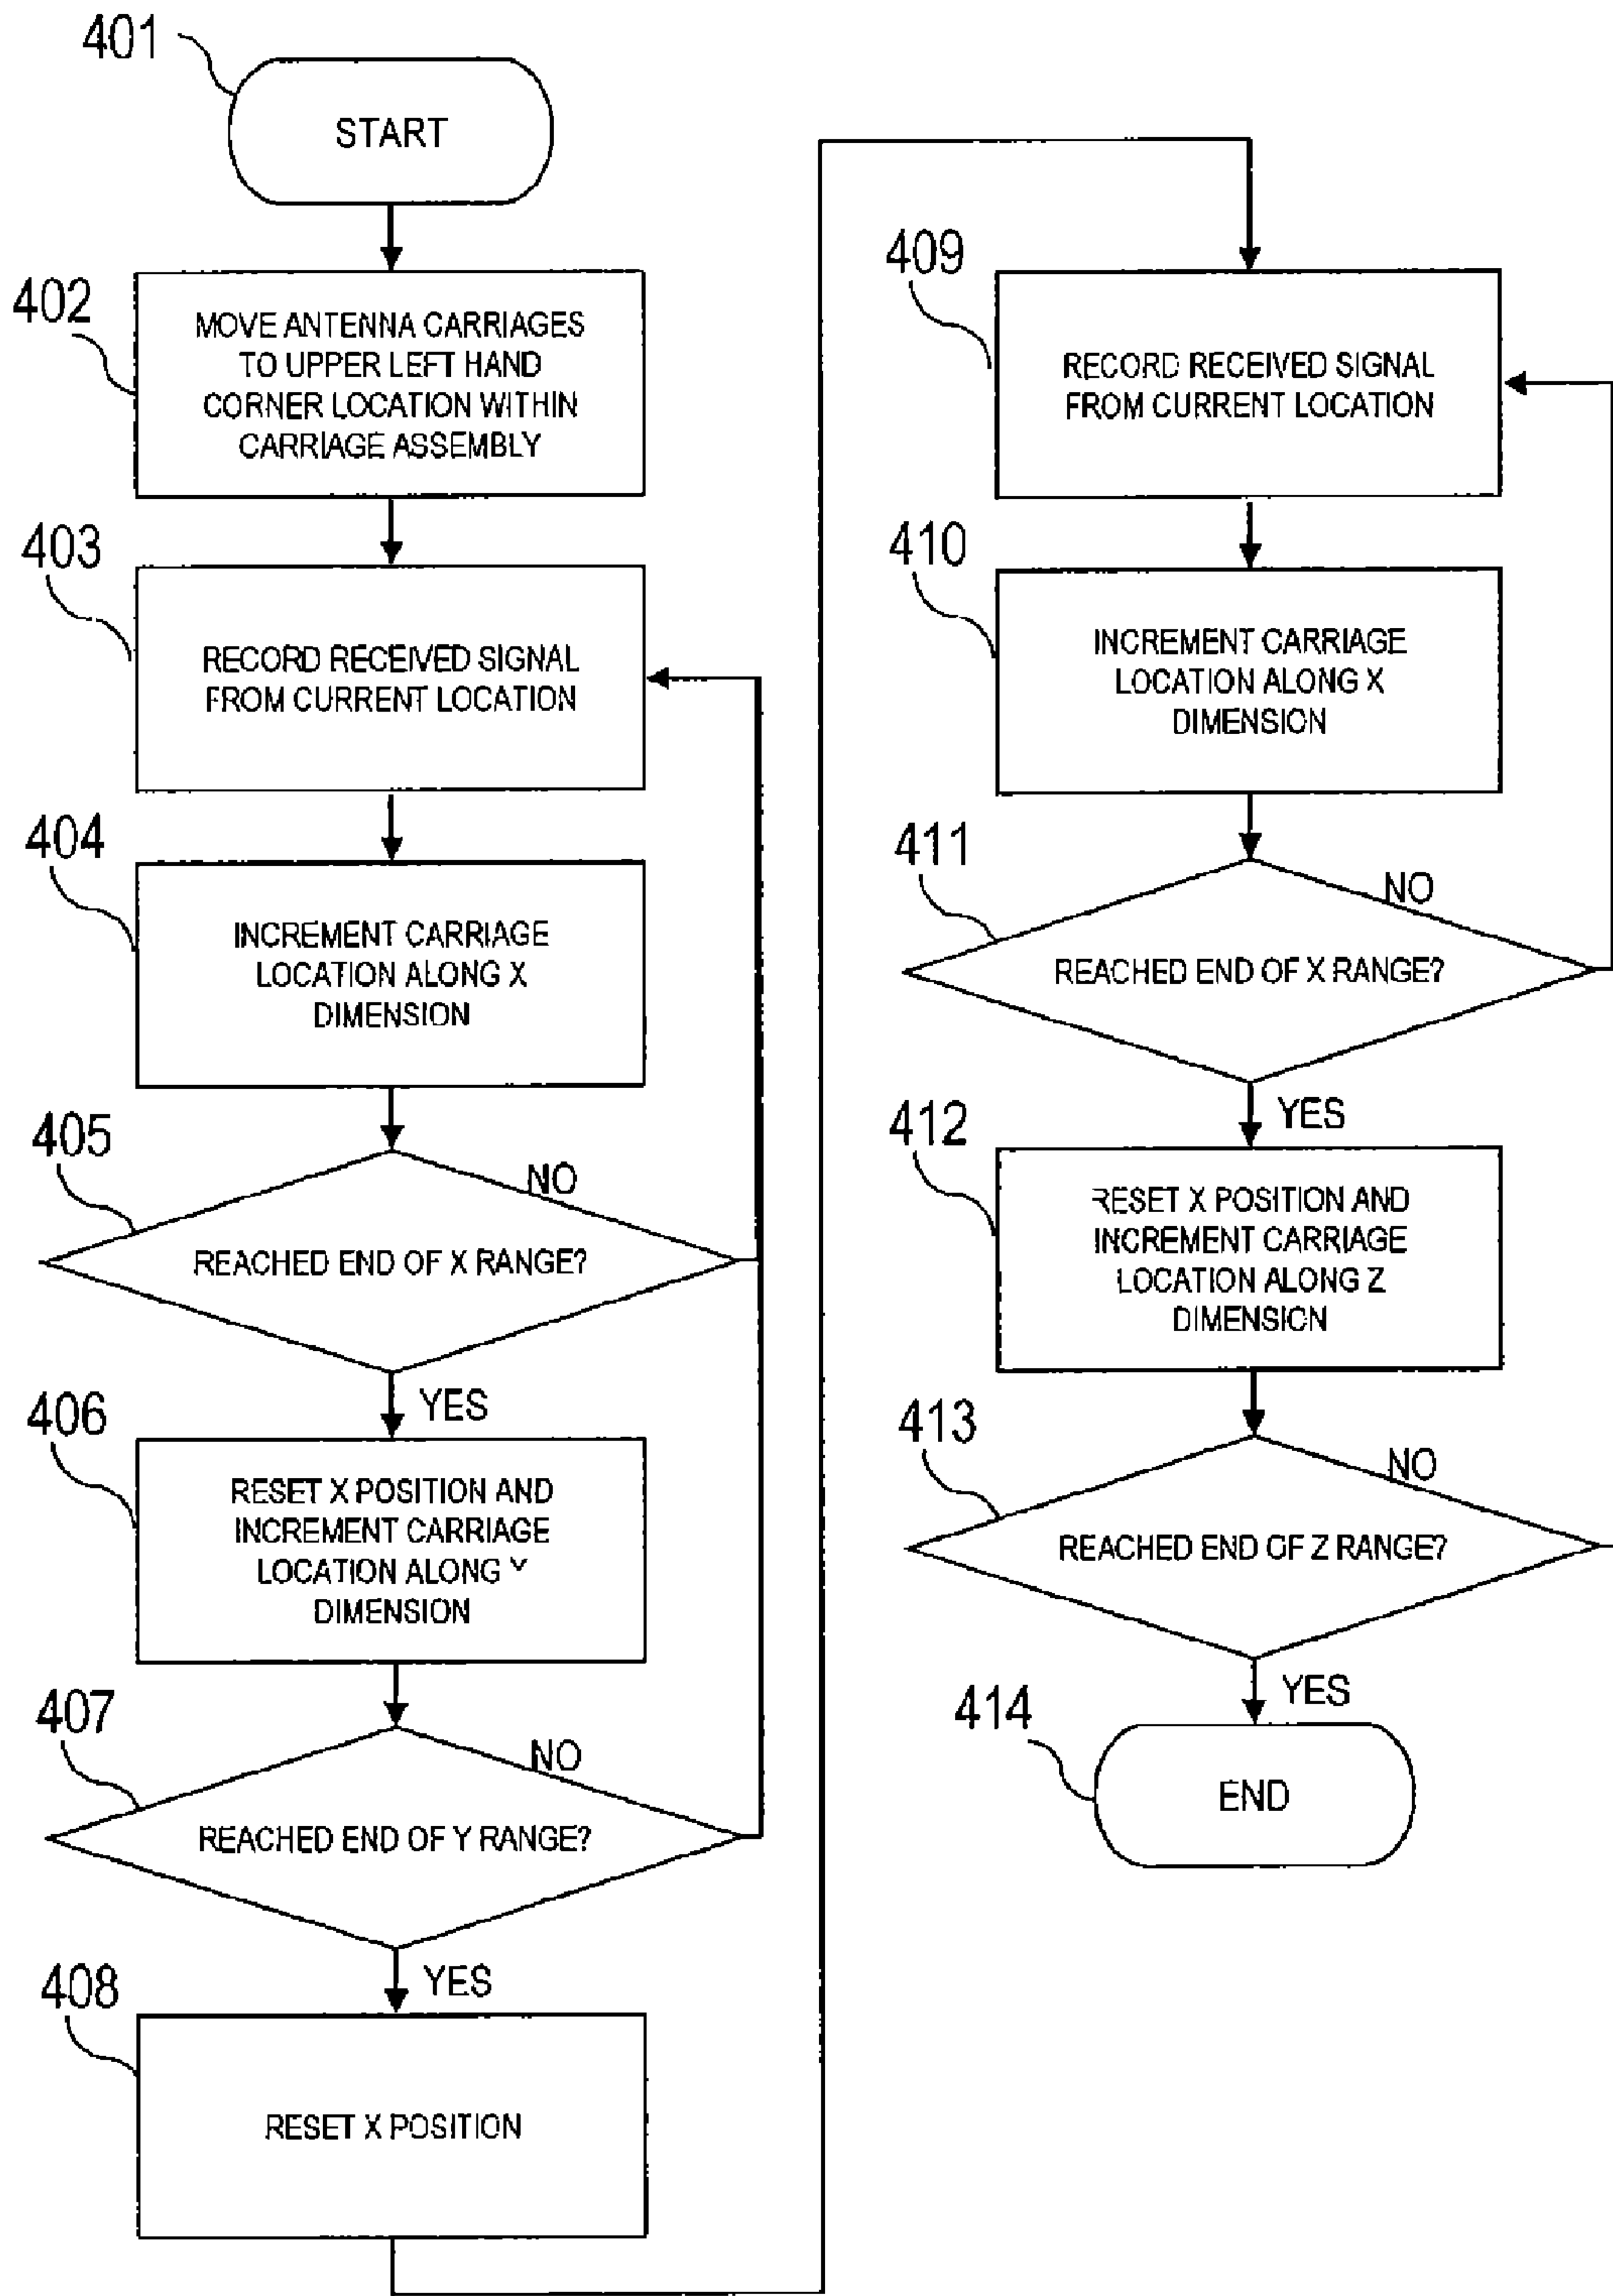 401
START
402
MOVE ANTENNA CARRIAGES
TO UPPER LEFT HAND
CORNER LOCATION WITHIN
CARRIAGE ASSEMBLY
403
RECORD RECEIVED SIGNAL
FROM CURRENT LOCATION
404
INCREMENT CARRIAGE
LOCATION ALONG X
DIMENSION
405
NO
REACHED END OF X RANGE?
YES
406
RESET X POSITION AND
INCREMENT CARRIAGE
LOCATION ALONG Y
DIMENSION
407
NO
REACHED END OF Y RANGE?
YES
408
RESET X POSITION
409
RECORD RECEIVED SIGNAL
FROM CURRENT LOCATION
410
INCREMENT CARRIAGE
LOCATION ALONG X
DIMENSION
411
NO
REACHED END OF X RANGE?
YES
412
RESET X POSITION AND
INCREMENT CARRIAGE
LOCATION ALONG Z
DIMENSION
413
NO
REACHED END OF Z RANGE?
YES
414
END